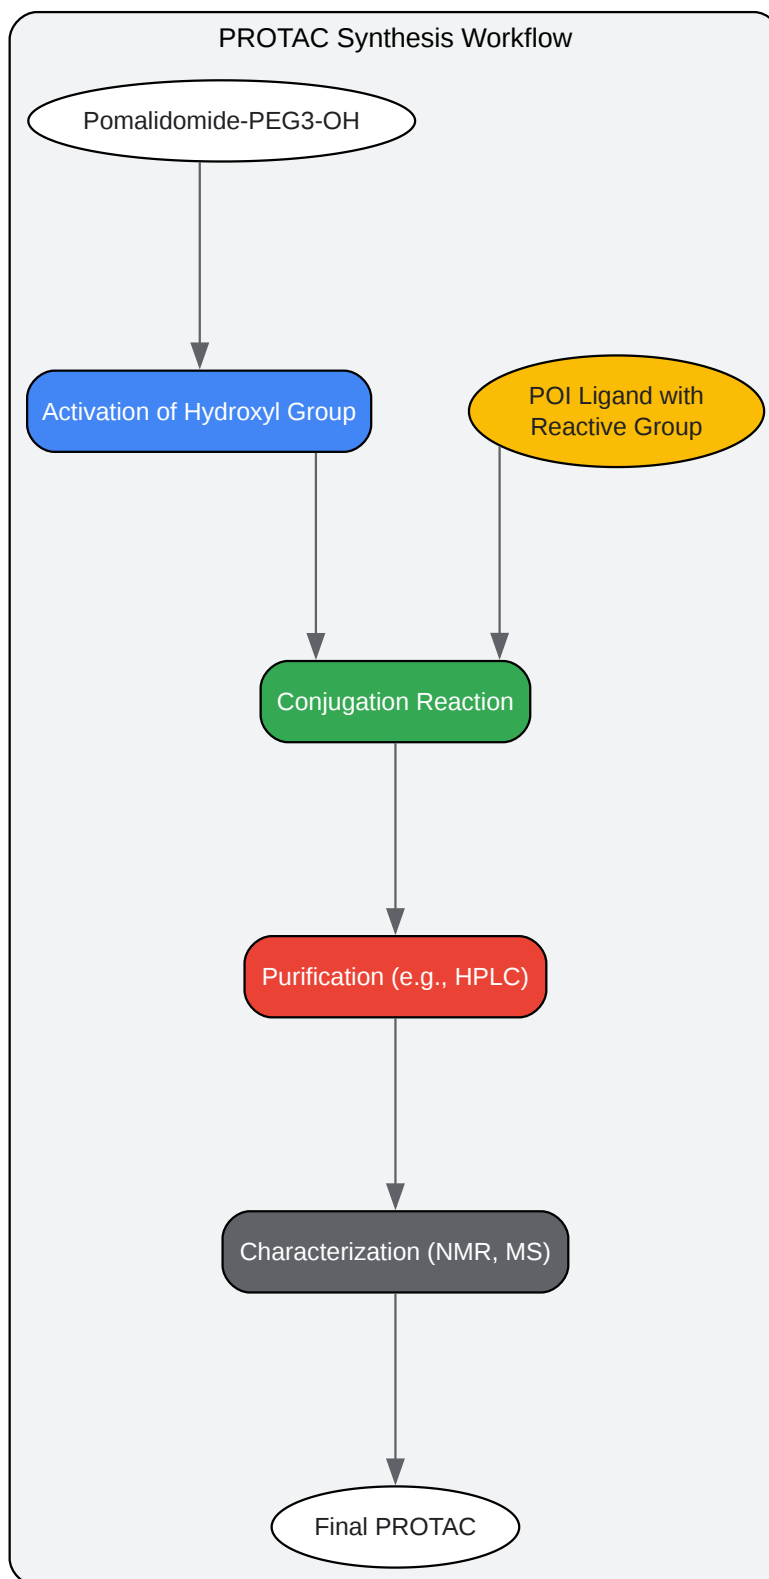 PROTAC Synthesis Workflow
Pomalidomide-PEG3-OH
Activation of Hydroxyl Group
POI Ligand with
Reactive Group
Conjugation Reaction
Purification (e.g., HPLC)
Characterization (NMR, MS)
Final PROTAC